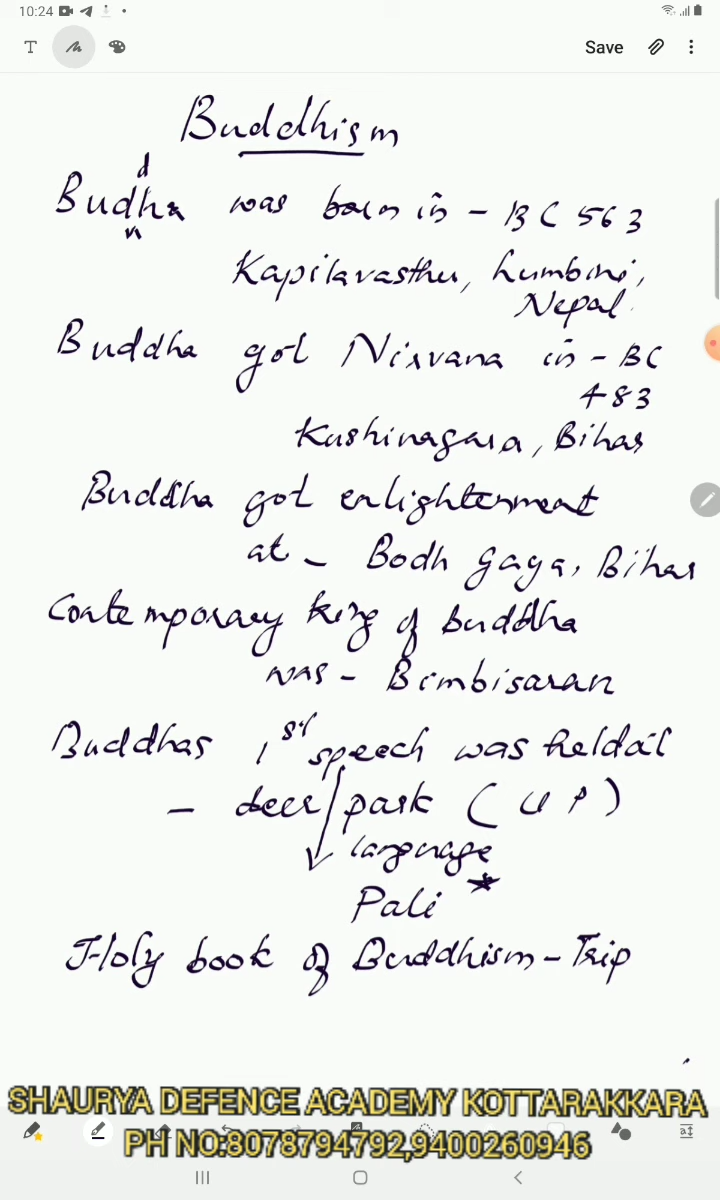 10:24
T
Save
Buddhism
d
Budha was born in - BC 563
Kapilavasthu, Lumbini,
Nepal.
Buddha got Nirvana in - BC
483
Kushinagara, Bihar
Buddha got enlightenment
at - Bodh gaya, Bihar
Contemporary king of buddha
was - Bimbisaran
Buddhas 1st speech was held at
- deer park (UP)
language
Pali *
Holy book of Buddhism - Trip
SHAURYA DEFENCE ACADEMY KOTTARAKKARA
PH NO:8078794792,9400260946